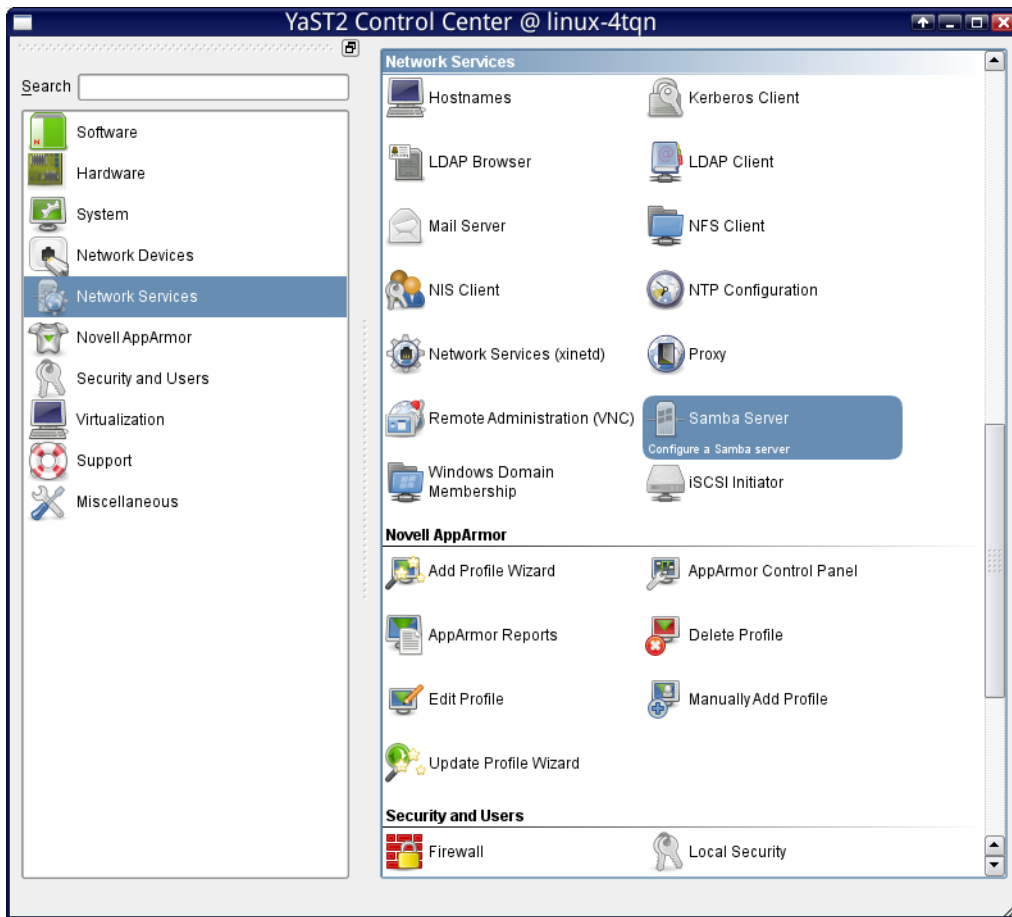 YaST2 Control Center @ linux-4tqn
Search
Software
Hardware
System
Network Devices
Network Services
Novell AppArmor
Security and Users
Virtualization
Support
Miscellaneous
Network Services
Hostnames
Kerberos Client
LDAP Browser
LDAP Client
Mail Server
NFS Client
NIS Client
NTP Configuration
Network Services (xinetd)
Proxy
Remote Administration (VNC)
Samba Server
Configure a Samba server
Windows Domain
Membership
iSCSI Initiator
Novell AppArmor
Add Profile Wizard
AppArmor Control Panel
AppArmor Reports
Delete Profile
Edit Profile
Manually Add Profile
Update Profile Wizard
Security and Users
Firewall
Local Security